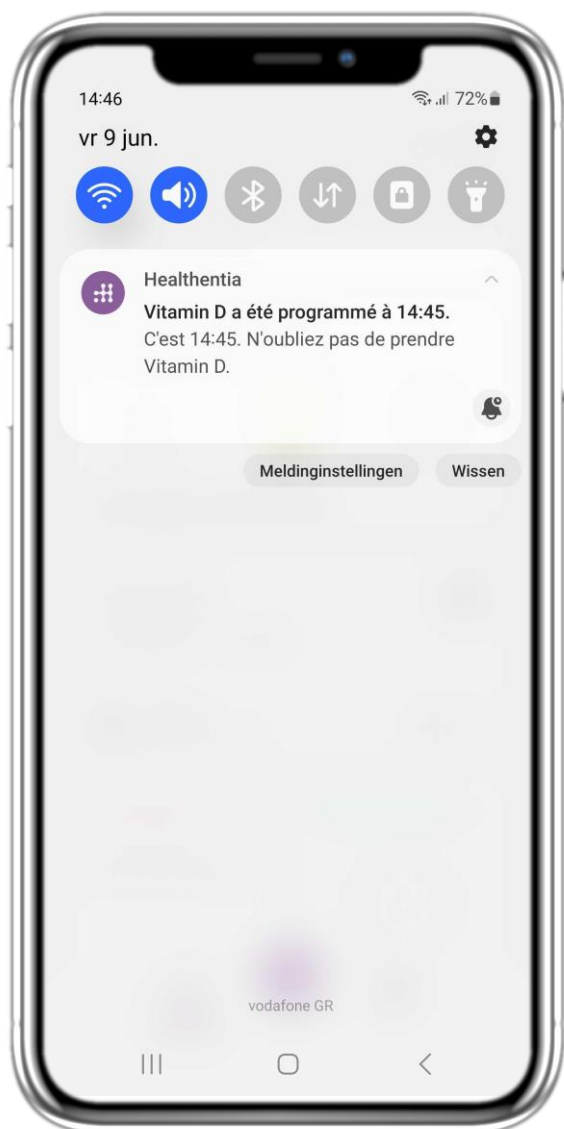 14:46 72%
vr 9 jun.
Healthentia
Vitamin D a été programmé à 14:45.
C'est 14:45. N'oubliez pas de prendre
Vitamin D.
Meldinginstellingen Wissen
vodafone GR